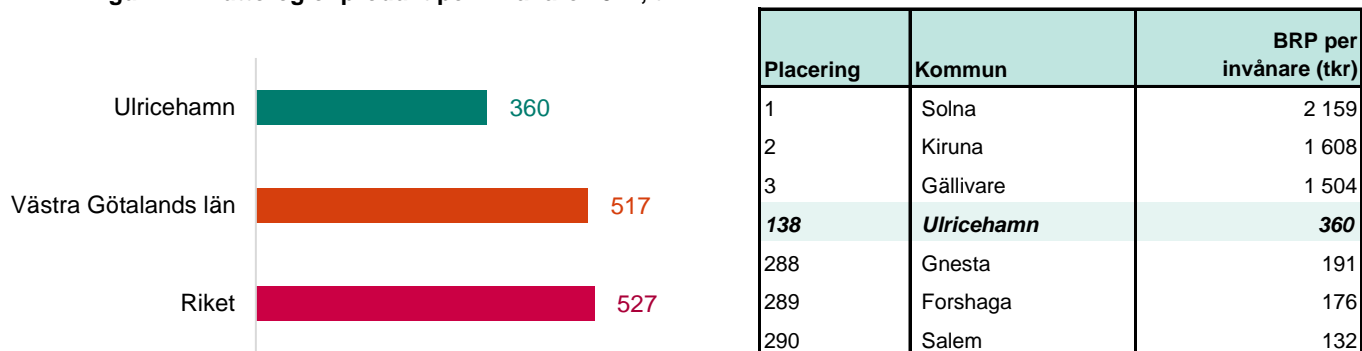 Ulricehamn 360
Västra Götalands län 517
Riket 527
Placering Kommun BRP per invånare (tkr)
1 Solna 2 159
2 Kiruna 1 608
3 Gällivare 1 504
138 Ulricehamn 360
288 Gnesta 191
289 Forshaga 176
290 Salem 132